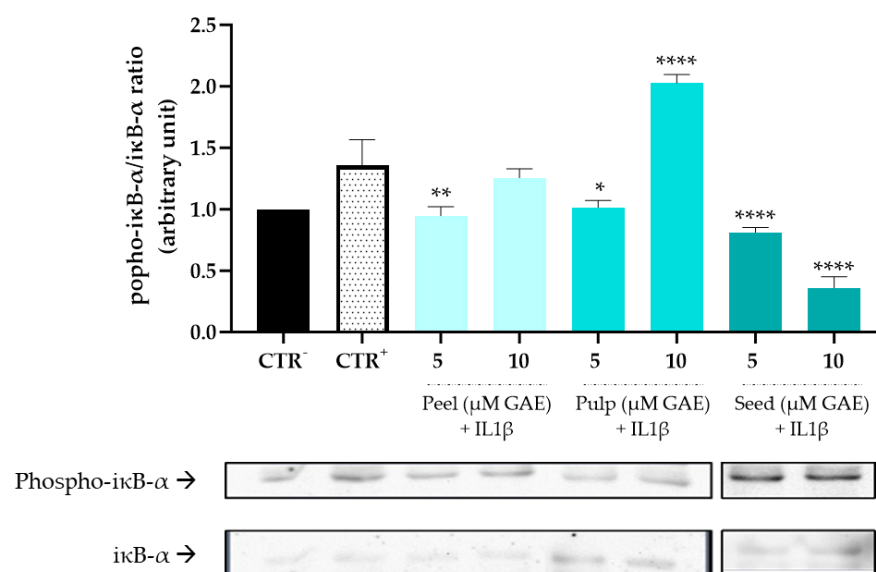 popho-iκB-α/iκB-α ratio
(arbitrary unit)
2.5
2.0
1.5
1.0
0.5
0.0
**
*
****
****
****
CTR⁻ CTR⁺ 5 10 5 10 5 10
Peel (μM GAE) Pulp (μM GAE) Seed (μM GAE)
+ IL1β + IL1β + IL1β
Phospho-iκB-α →
iκB-α →